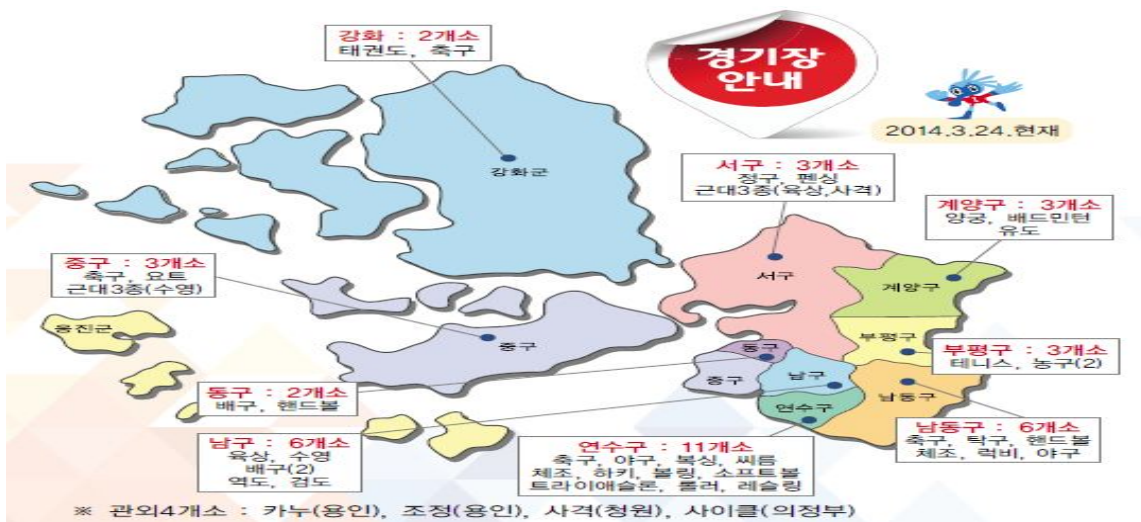 강화 : 2개소
태권도, 축구
경기장
안내
2014.3.24.현재
강화군
서구 : 3개소
정구, 펜싱
근대3종(육상,사격)
계양구 : 3개소
양궁, 배드민턴
유도
중구 : 3개소
축구, 요트
근대3종(수영)
서구
계양구
옹진군
중구
동구
부평구
부평구 : 3개소
테니스, 농구(2)
중구
남구
남동구
연수구
동구 : 2개소
배구, 핸드볼
남구 : 6개소
육상, 수영
배구(2)
역도, 검도
연수구 : 11개소
축구, 야구, 복싱, 씨름
체조, 하키, 볼링, 소프트볼
트라이애슬론, 롤러, 레슬링
남동구 : 6개소
축구, 탁구, 핸드볼
체조, 럭비, 야구
※ 관외4개소 : 카누(용인), 조정(용인), 사격(청원), 사이클(의정부)